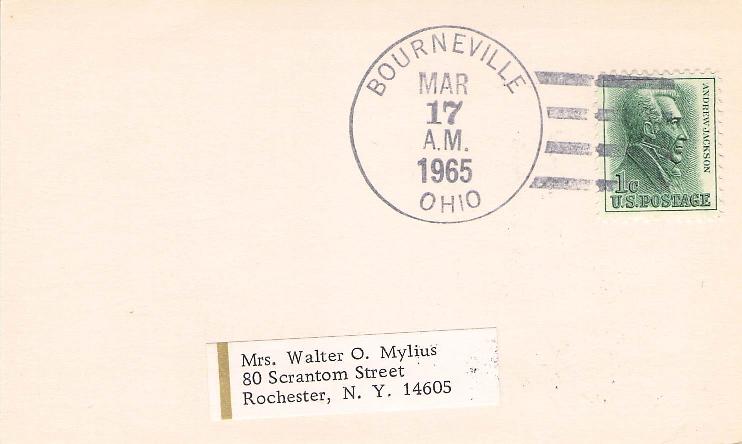 BOURNEVILLE
MAR
17
A.M.
1965
OHIO
ANDREW JACKSON
1c
U.S. POSTAGE
Mrs. Walter O. Mylius
80 Scrantom Street
Rochester, N. Y. 14605